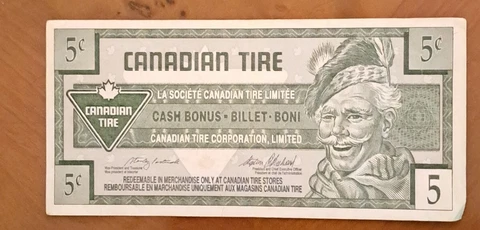 5¢
5¢
CANADIAN TIRE
LA SOCIÉTÉ CANADIAN TIRE LIMITÉE
CANADIAN
TIRE
CASH BONUS • BILLET • BONI
CANADIAN TIRE CORPORATION, LIMITED
REDEEMABLE IN MERCHANDISE ONLY AT CANADIAN TIRE STORES
REMBOURSABLE EN MARCHANDISE UNIQUEMENT AUX MAGASINS CANADIAN TIRE
5¢
5